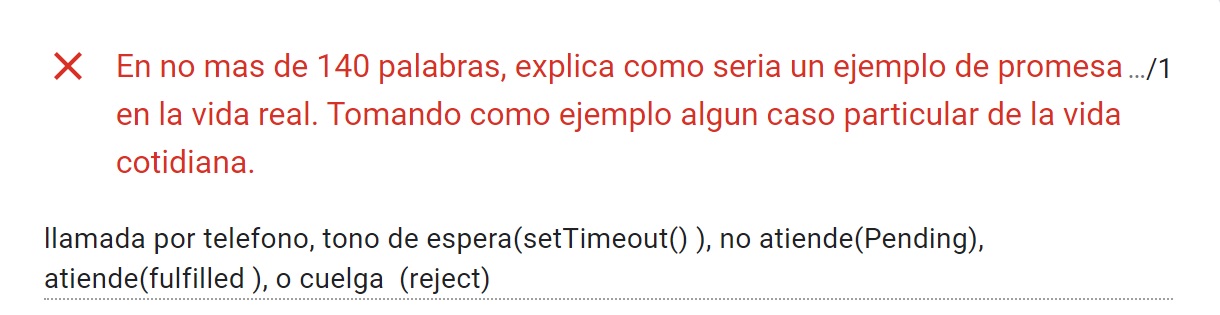 En no mas de 140 palabras, explica como seria un ejemplo de promesa .../1
en la vida real. Tomando como ejemplo algun caso particular de la vida
cotidiana.
llamada por telefono, tono de espera(setTimeout() ), no atiende(Pending),
atiende(fulfilled ), o cuelga  (reject)